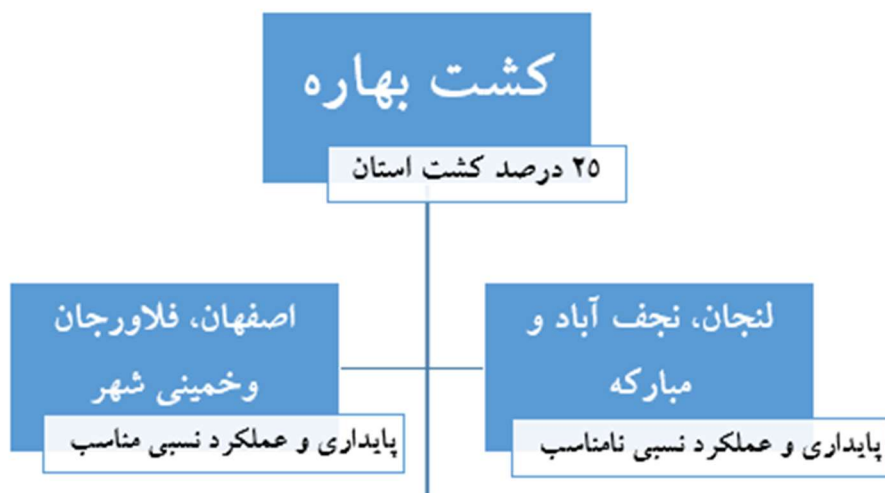 کشت بهاره
۲۵ درصد کشت استان
لنجان، نجف آباد و
مبارکه
پایداری و عملکرد نسبی نامناسب
اصفهان، فلاورجان
وخمینی شهر
پایداری و عملکرد نسبی مناسب